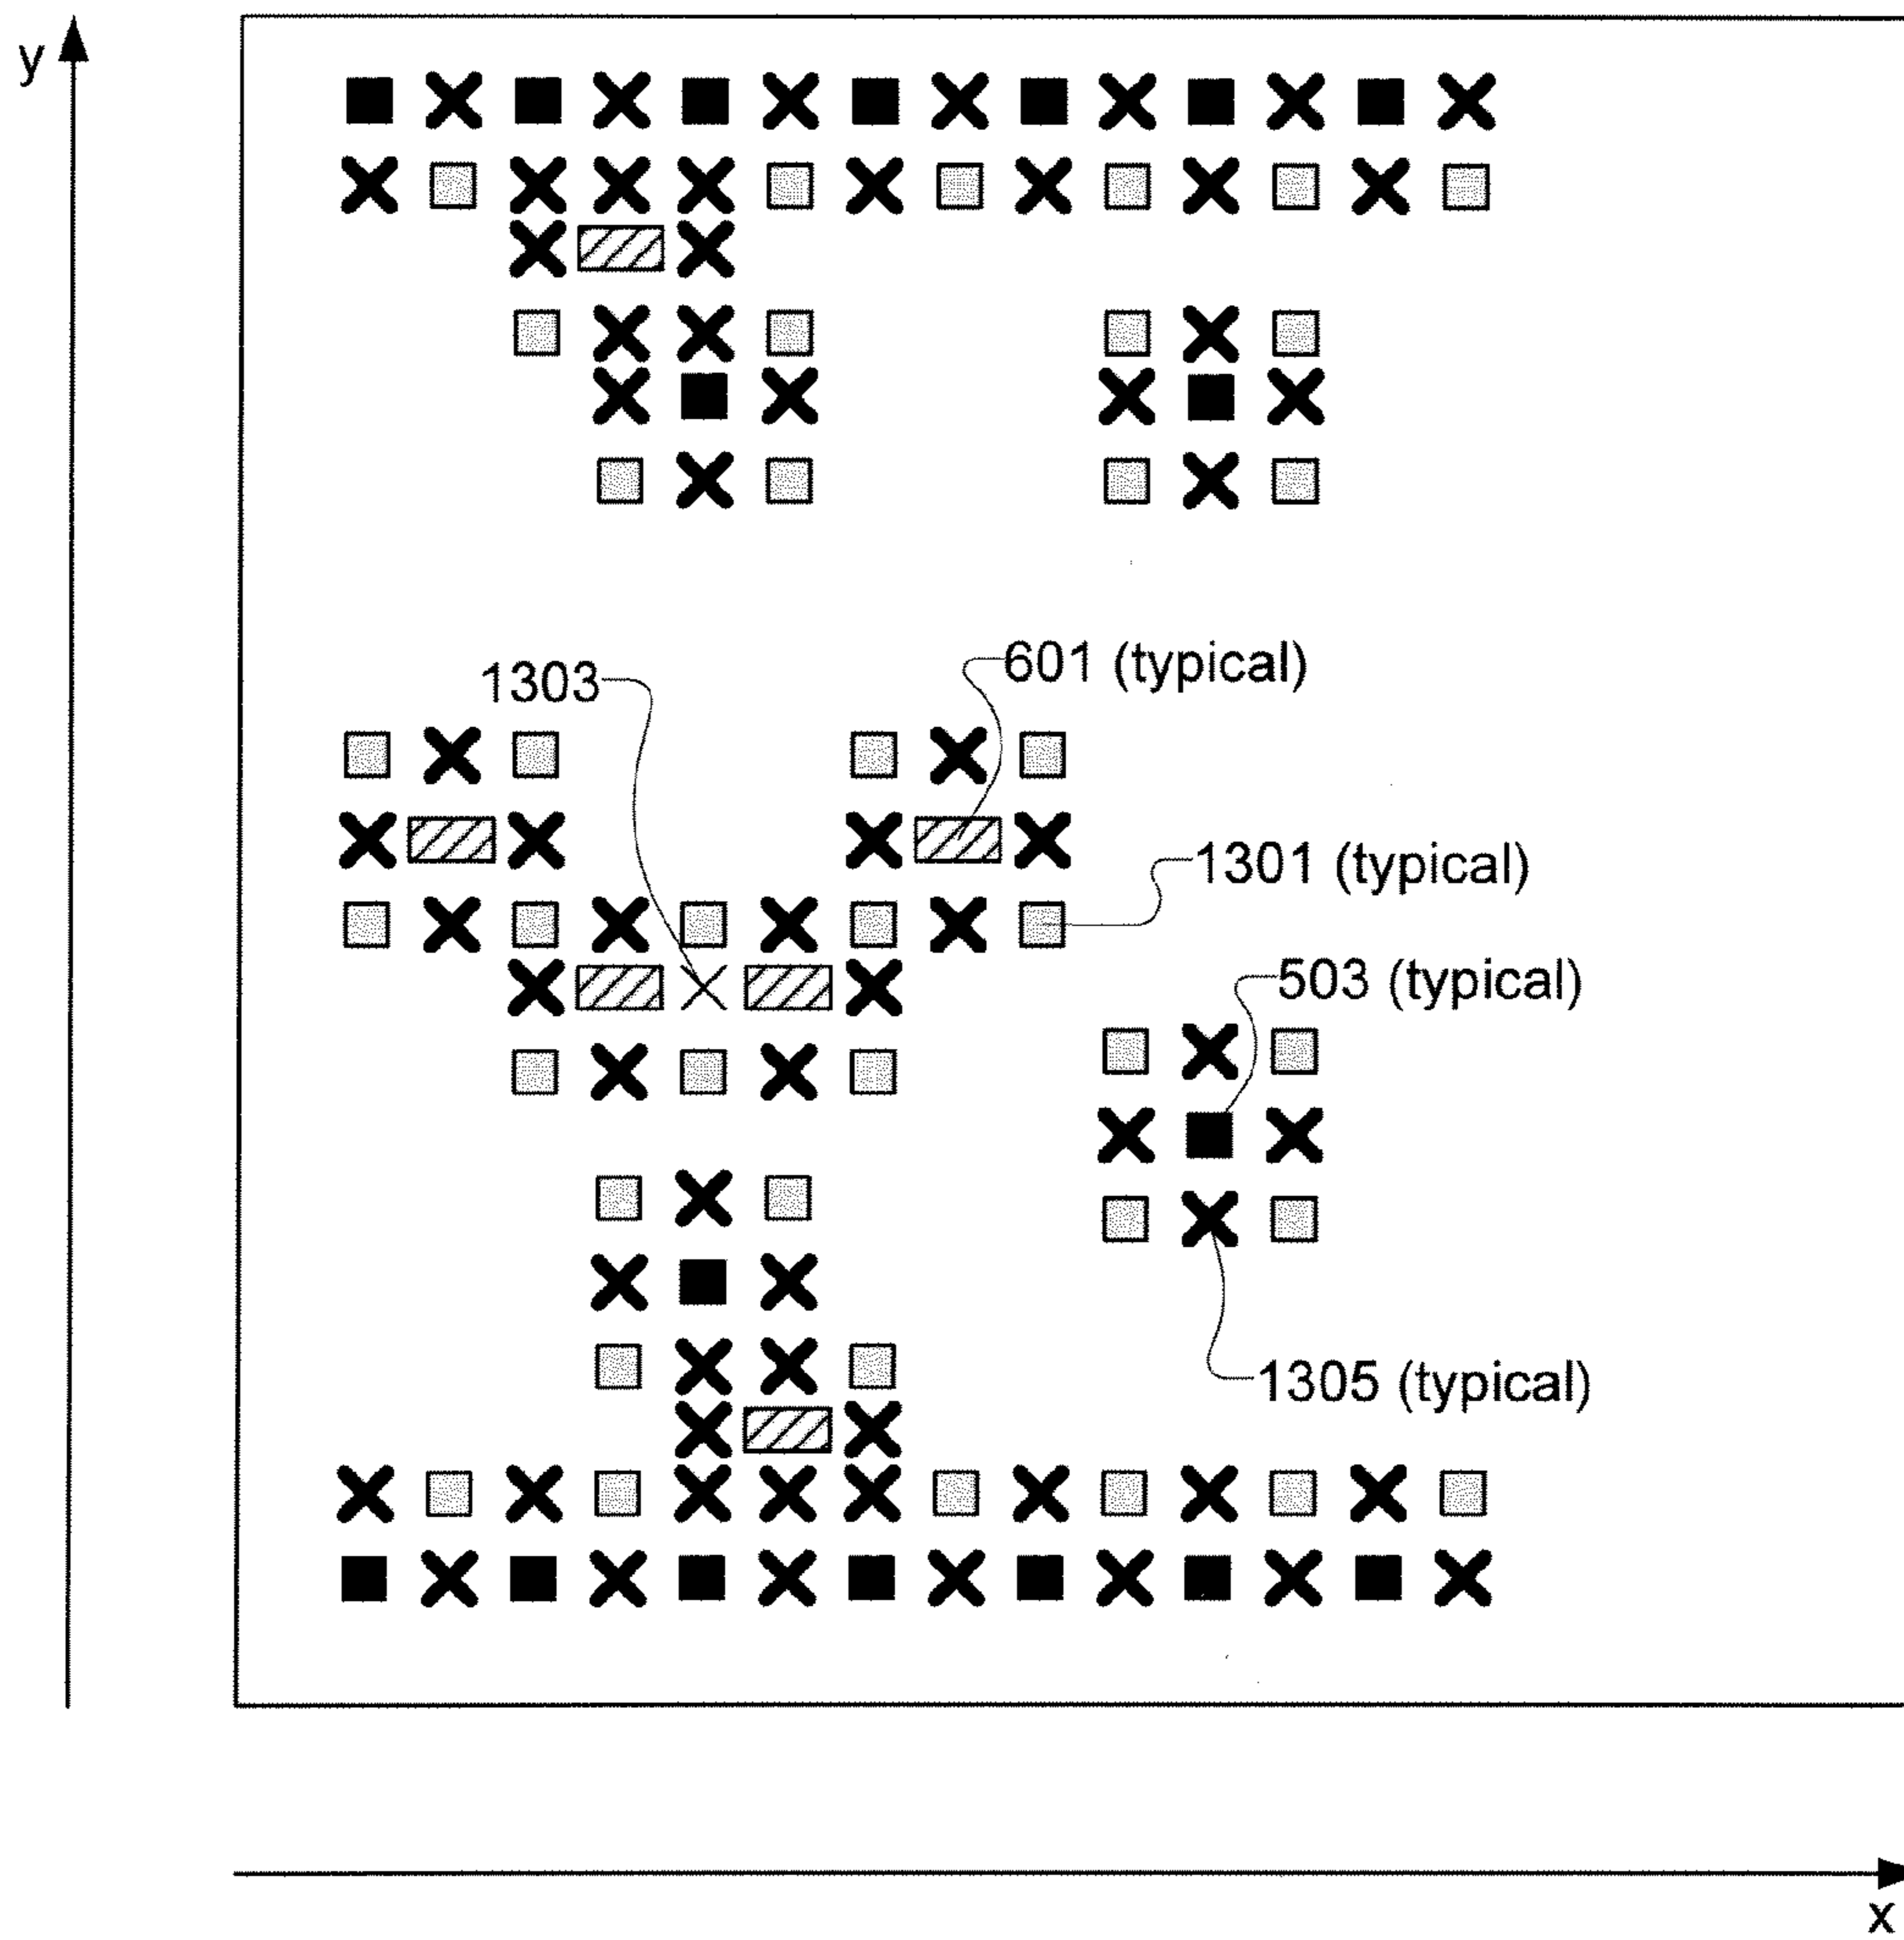 y
601 (typical)
1303
1301 (typical)
503 (typical)
1305 (typical)
x